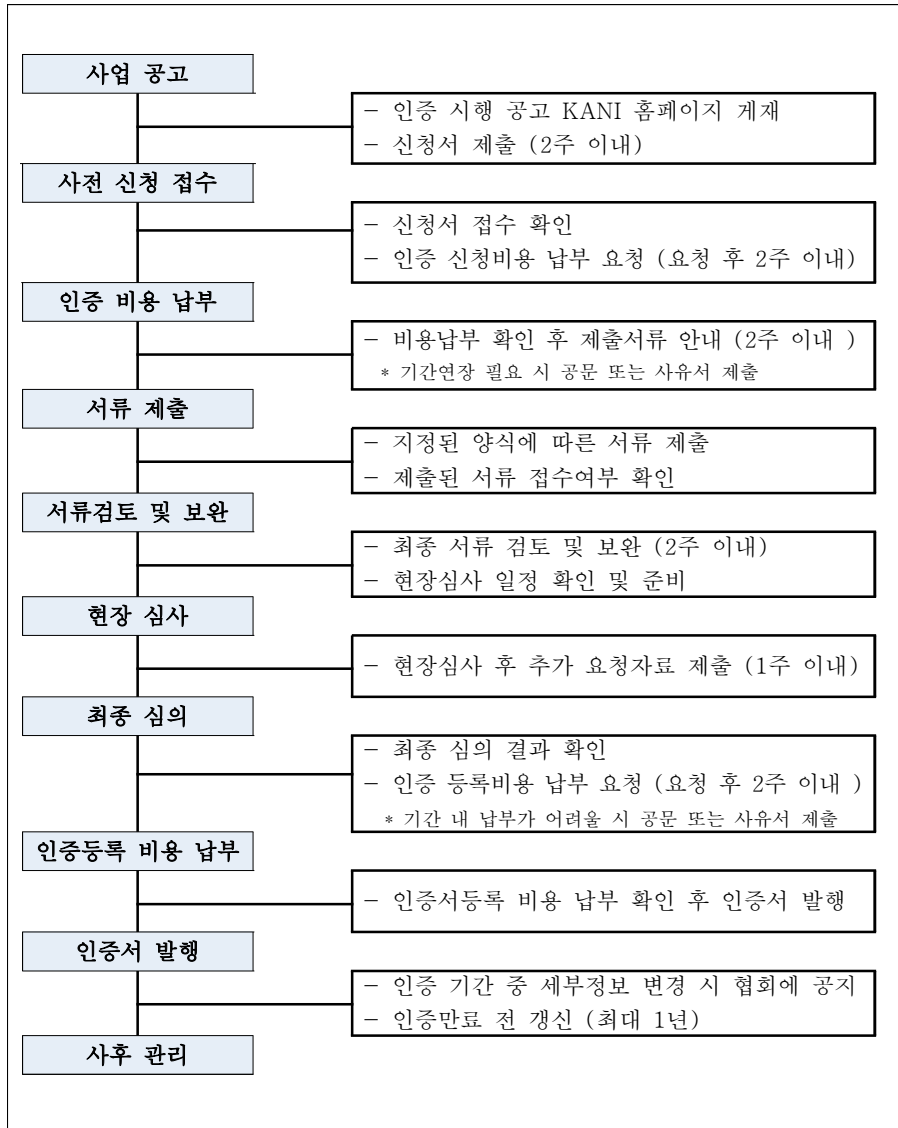 사업 공고
- 인증 시행 공고 KANI 홈페이지 게재
- 신청서 제출 (2주 이내)
사전 신청 접수
- 신청서 접수 확인
- 인증 신청비용 납부 요청 (요청 후 2주 이내)
인증 비용 납부
- 비용납부 확인 후 제출서류 안내 (2주 이내 )
* 기간연장 필요 시 공문 또는 사유서 제출
서류 제출
- 지정된 양식에 따른 서류 제출
- 제출된 서류 접수여부 확인
서류검토 및 보완
- 최종 서류 검토 및 보완 (2주 이내)
- 현장심사 일정 확인 및 준비
현장 심사
- 현장심사 후 추가 요청자료 제출 (1주 이내)
최종 심의
- 최종 심의 결과 확인
- 인증 등록비용 납부 요청 (요청 후 2주 이내 )
* 기간 내 납부가 어려울 시 공문 또는 사유서 제출
인증등록 비용 납부
- 인증서등록 비용 납부 확인 후 인증서 발행
인증서 발행
- 인증 기간 중 세부정보 변경 시 협회에 공지
- 인증만료 전 갱신 (최대 1년)
사후 관리